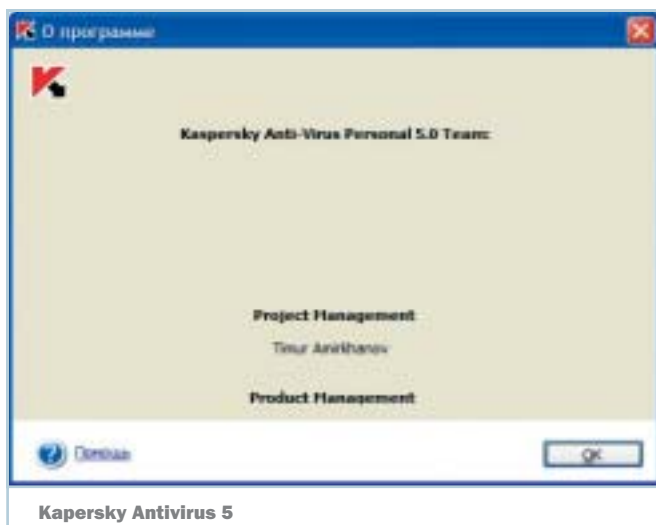 О программе
Kaspersky Anti-Virus Personal 5.0 Team:
Project Management
Timur Amirkhanov
Product Management
Помощь
OK
Kapersky Antivirus 5